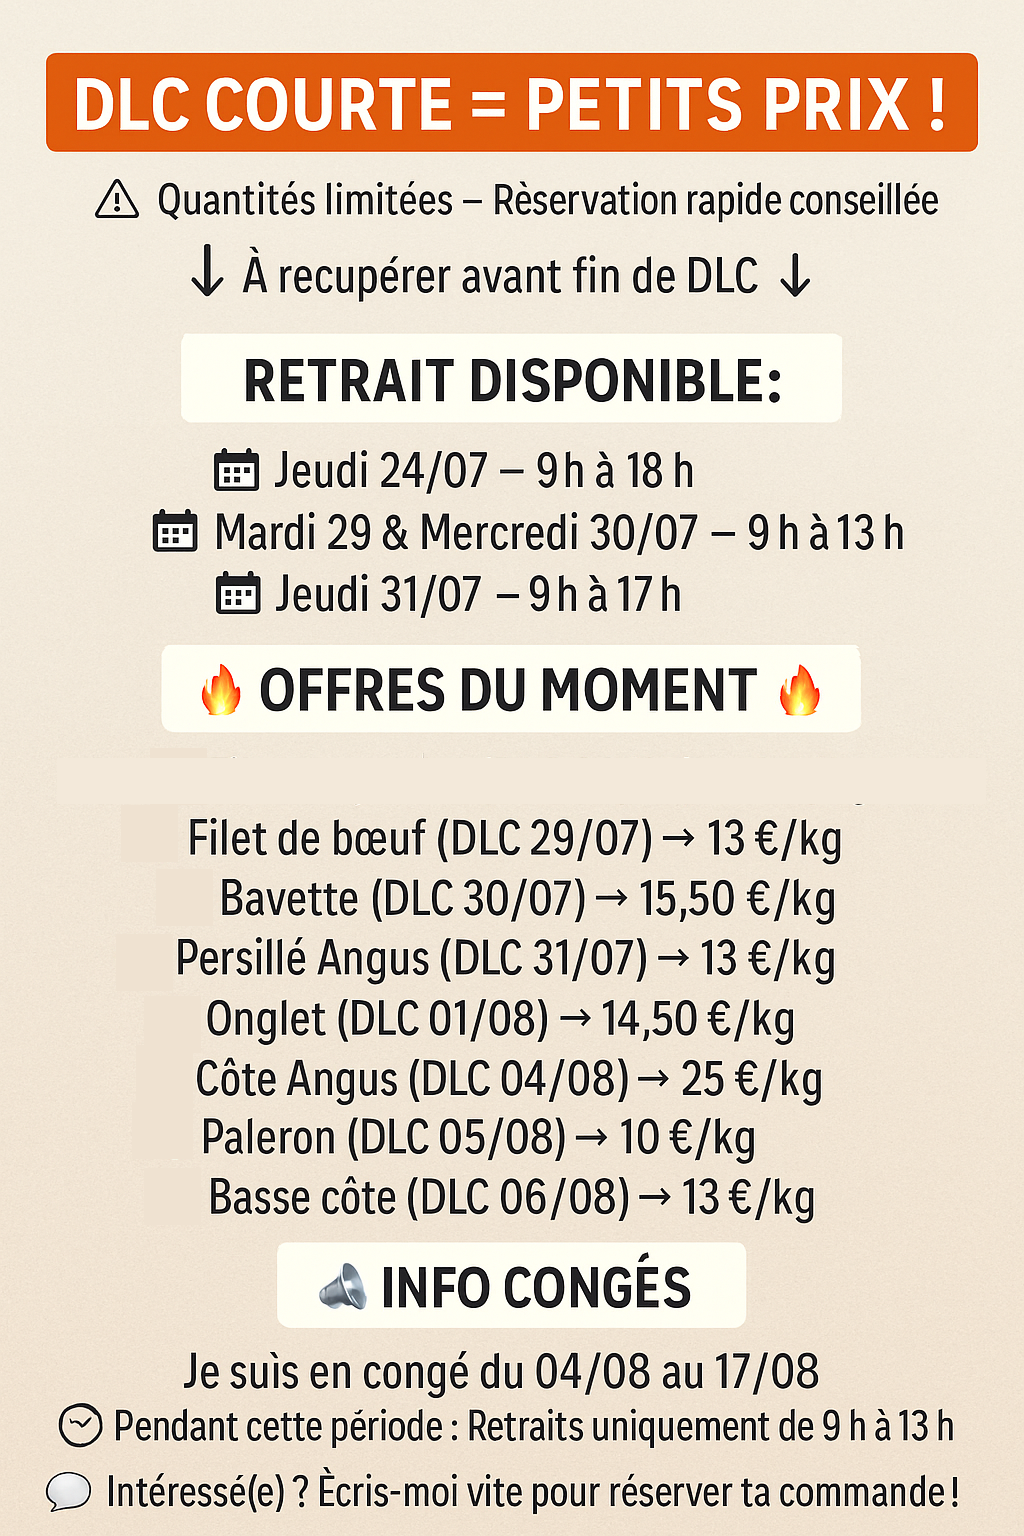 DLC COURTE = PETITS PRIX !
⚠ Quantités limitées – Rèservation rapide conseillée
↓ À recupérer avant fin de DLC ↓
RETRAIT DISPONIBLE:
Jeudi 24/07 – 9 h à 18 h
Mardi 29 & Mercredi 30/07 – 9 h à 13 h
Jeudi 31/07 – 9 h à 17 h
🔥 OFFRES DU MOMENT 🔥
Filet de bœuf (DLC 29/07) → 13 €/kg
Bavette (DLC 30/07) → 15,50 €/kg
Persillé Angus (DLC 31/07) → 13 €/kg
Onglet (DLC 01/08) → 14,50 €/kg
Côte Angus (DLC 04/08) → 25 €/kg
Paleron (DLC 05/08) → 10 €/kg
Basse côte (DLC 06/08) → 13 €/kg
INFO CONGÉS
Je suìs en congé du 04/08 au 17/08
Pendant cette période : Retraits uniquement de 9 h à 13 h
Intéressé(e) ? Ècris-moi vite pour réserver ta commande !